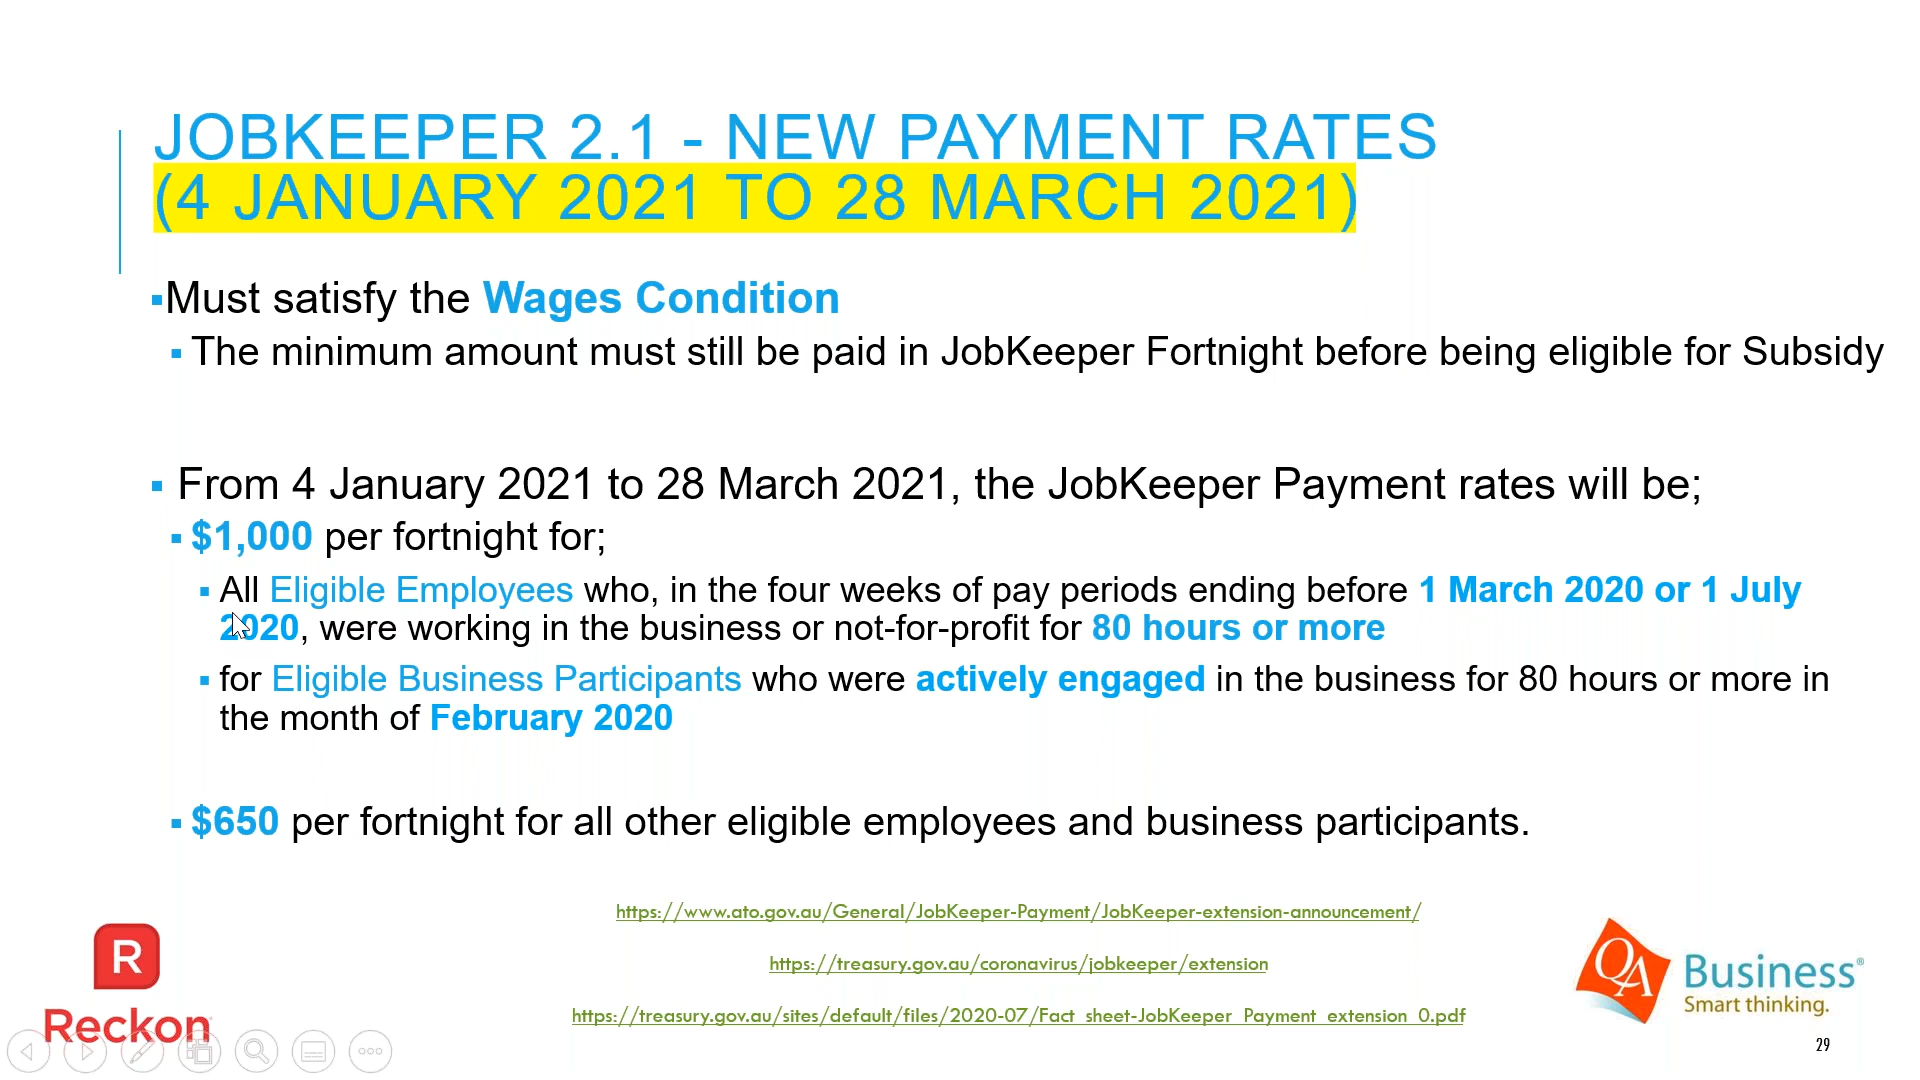 JOBKEEPER 2.1 - NEW PAYMENT RATES
(4 JANUARY 2021 TO 28 MARCH 2021)
▪Must satisfy the Wages Condition
▪ The minimum amount must still be paid in JobKeeper Fortnight before being eligible for Subsidy
▪ From 4 January 2021 to 28 March 2021, the JobKeeper Payment rates will be;
▪ $1,000 per fortnight for;
▪ All Eligible Employees who, in the four weeks of pay periods ending before 1 March 2020 or 1 July
2020, were working in the business or not-for-profit for 80 hours or more
▪ for Eligible Business Participants who were actively engaged in the business for 80 hours or more in
the month of February 2020
▪ $650 per fortnight for all other eligible employees and business participants.
https://www.ato.gov.au/General/JobKeeper-Payment/JobKeeper-extension-announcement/
https://treasury.gov.au/coronavirus/jobkeeper/extension
https://treasury.gov.au/sites/default/files/2020-07/Fact_sheet-JobKeeper_Payment_extension_0.pdf
R
Reckon
QA Business®
Smart thinking.
29